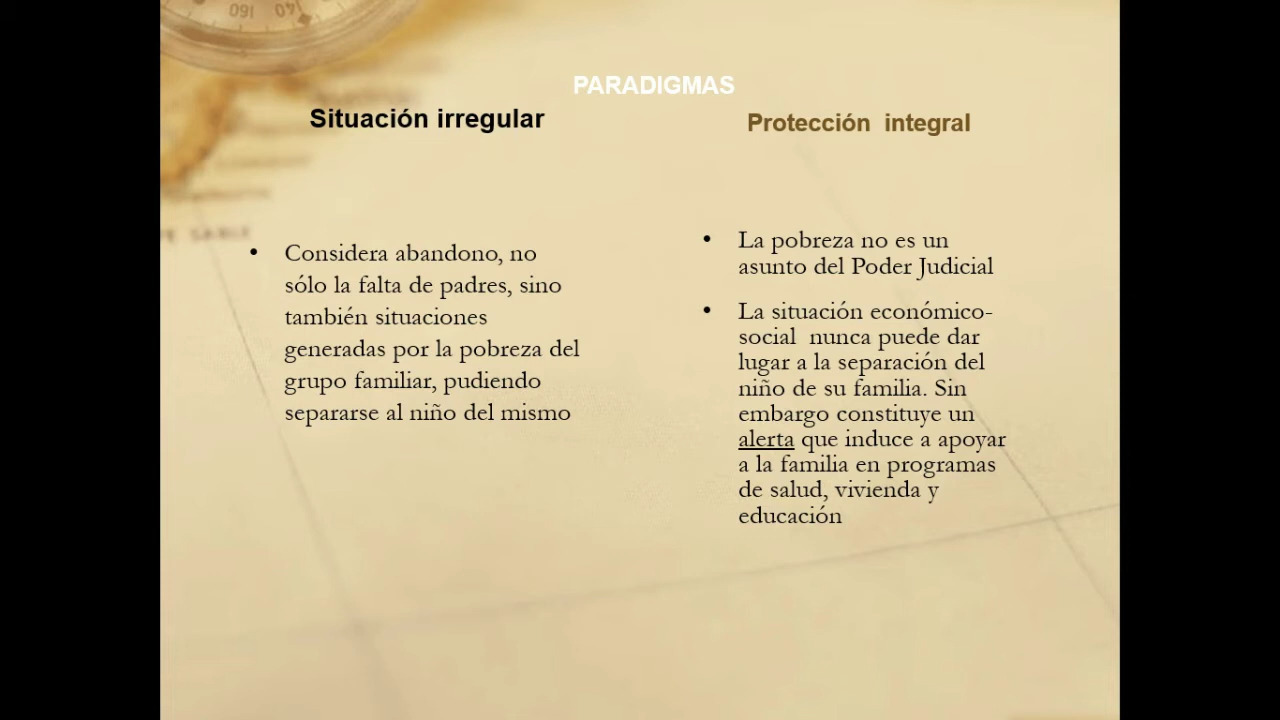 PARADIGMAS
Situación irregular
• Considera abandono, no
sólo la falta de padres, sino
también situaciones
generadas por la pobreza del
grupo familiar, pudiendo
separarse al niño del mismo
Protección integral
• La pobreza no es un
asunto del Poder Judicial
• La situación económico-
social nunca puede dar
lugar a la separación del
niño de su familia. Sin
embargo constituye un
alerta que induce a apoyar
a la familia en programas
de salud, vivienda y
educación
160
40